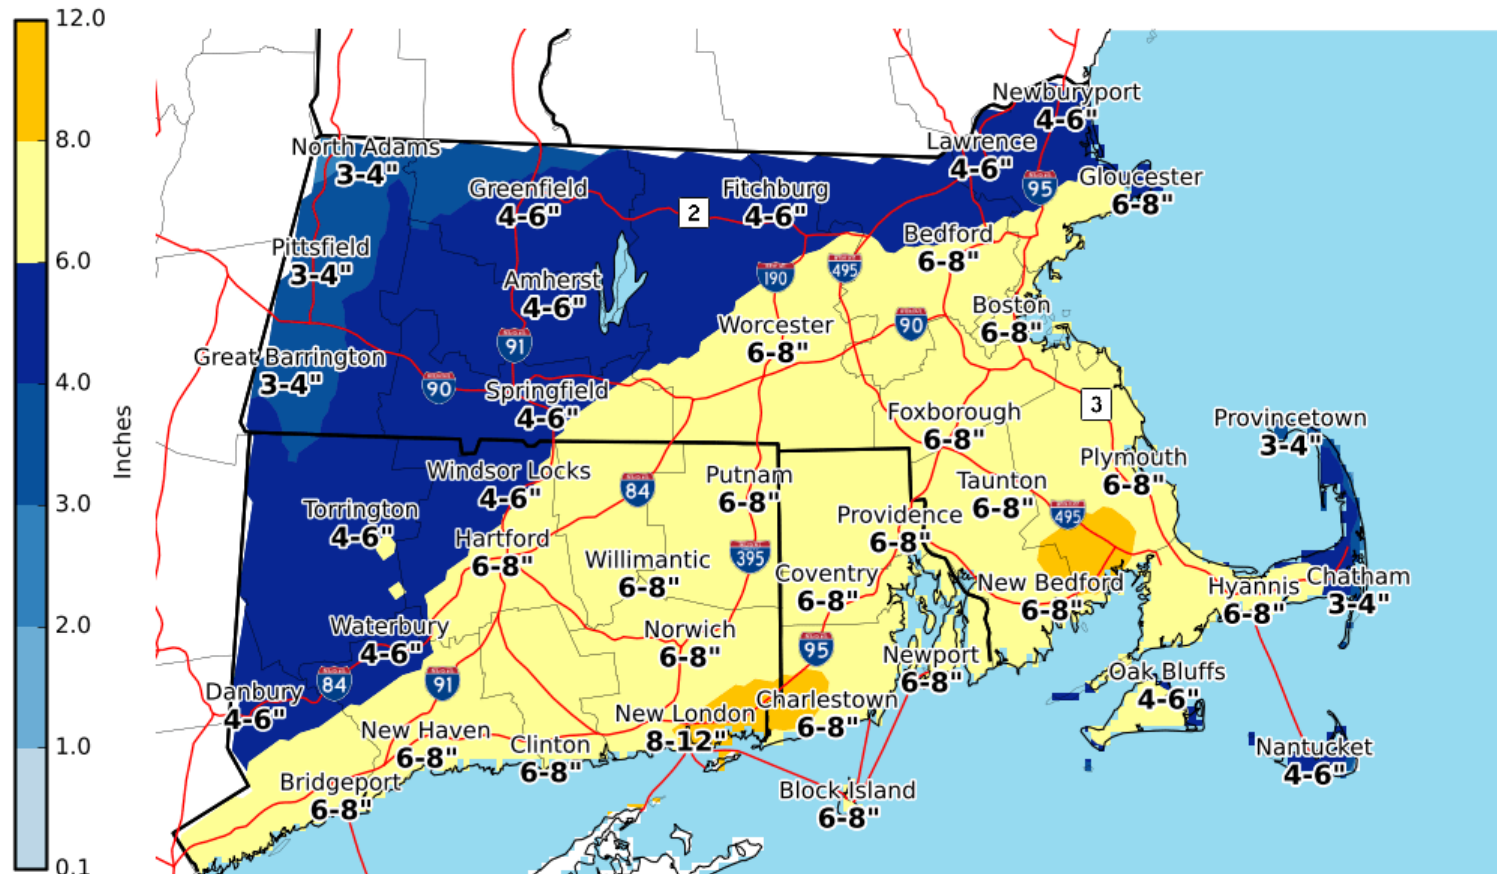 12.0
8.0
6.0
4.0
3.0
2.0
1.0
0.1
Inches
Newburyport
4-6"
Lawrence
4-6"
North Adams
3-4"
95
Gloucester
6-8"
Greenfield
4-6"
2
Fitchburg
4-6"
Bedford
6-8"
Pittsfield
3-4"
Amherst
4-6"
190
495
Boston
6-8"
Worcester
6-8"
90
91
Great Barrington
3-4"
90
Springfield
4-6"
Foxborough
6-8"
3
Provincetown
3-4"
Windsor Locks
4-6"
84
Putnam
6-8"
Taunton
6-8"
Plymouth
6-8"
495
Torrington
4-6"
Providence
6-8"
Hartford
6-8"
Willimantic
6-8"
395
Coventry
6-8"
New Bedford
6-8"
Hyannis
6-8"
Chatham
3-4"
Waterbury
4-6"
Norwich
6-8"
95
Newport
6-8"
Oak Bluffs
4-6"
84
91
Danbury
4-6"
New London
8-12"
Charlestown
6-8"
New Haven
6-8"
Clinton
6-8"
Nantucket
4-6"
Bridgeport
6-8"
Block Island
6-8"